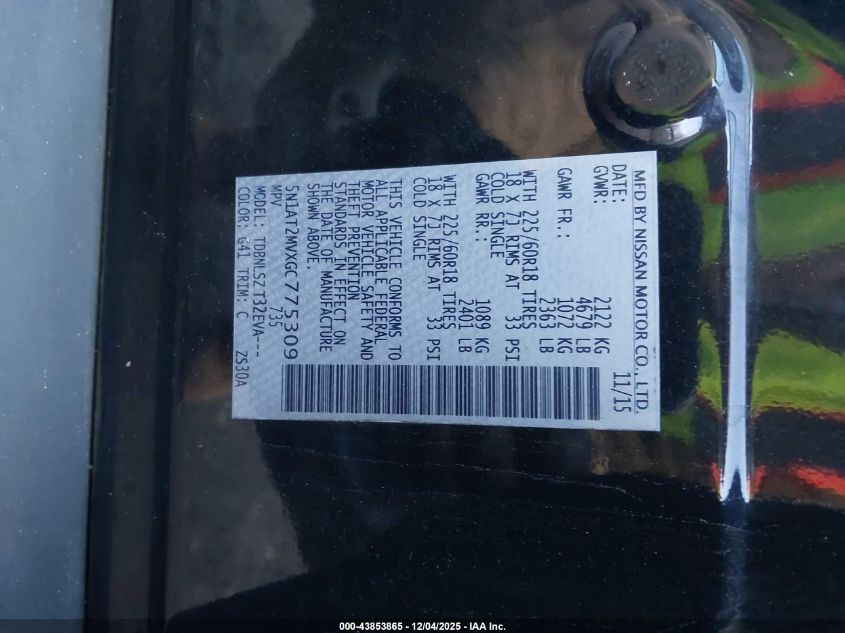 MFD BY NISSAN MOTOR CO., LTD.
DATE: 11/15
GVWR: 2122 KG
4679 LB
GAWR FR.: 1072 KG
2363 LB
WITH 225/60R18 TIRES
18 X 7J RIMS AT 33 PSI
COLD SINGLE
GAWR RR.: 1089 KG
2401 LB
WITH 225/60R18 TIRES
18 X 7J RIMS AT 33 PSI
COLD SINGLE
THIS VEHICLE CONFORMS TO
ALL APPLICABLE FEDERAL
MOTOR VEHICLE SAFETY AND
THEFT PREVENTION
STANDARDS IN EFFECT ON
THE DATE OF MANUFACTURE
SHOWN ABOVE.
5N1AT2MVXGC775309
MPV 735
MODEL: TDBNLSZT32EVA---
COLOR: G41 TRIM: C ZS30A
000-43853865 - 12/04/2025 - IAA Inc.